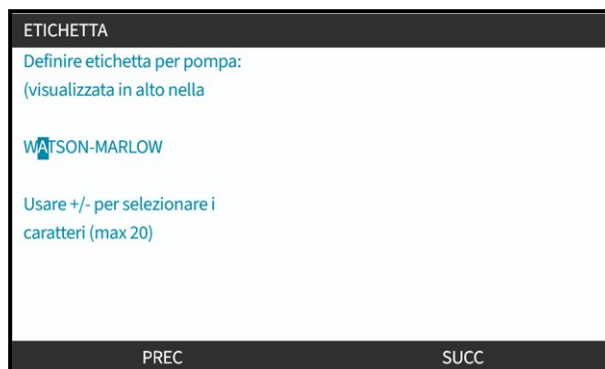 ETICHETTA
Definire etichetta per pompa:
(visualizzata in alto nella
WATSON-MARLOW
Usare +/- per selezionare i
caratteri (max 20)
PREC SUCC